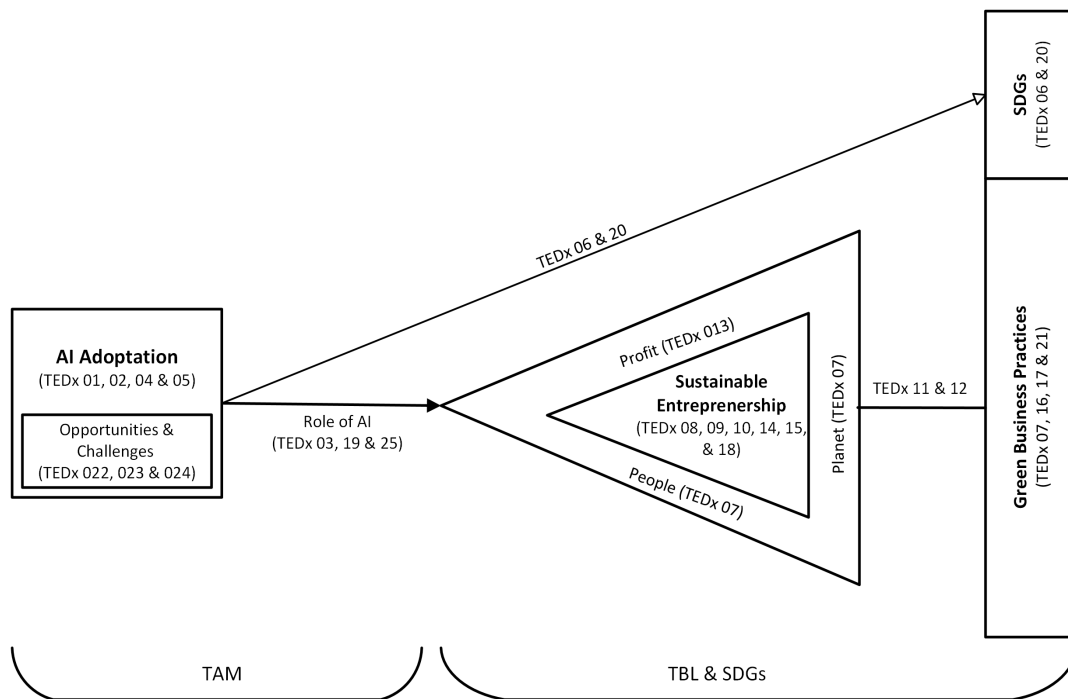 SDGs
(TEDx 06 & 20)
TEDx 06 & 20
AI Adoptation
(TEDx 01, 02, 04 & 05)
Opportunities &
Challenges
(TEDx 022, 023 & 024)
Role of AI
(TEDx 03, 19 & 25)
Profit (TEDx 013)
Sustainable
Entreprenership
(TEDx 08, 09, 10, 14, 15,
& 18)
People (TEDx 07)
Planet (TEDx 07)
TEDx 11 & 12
Green Business Practices
(TEDx 07, 16, 17 & 21)
TAM
TBL & SDGs